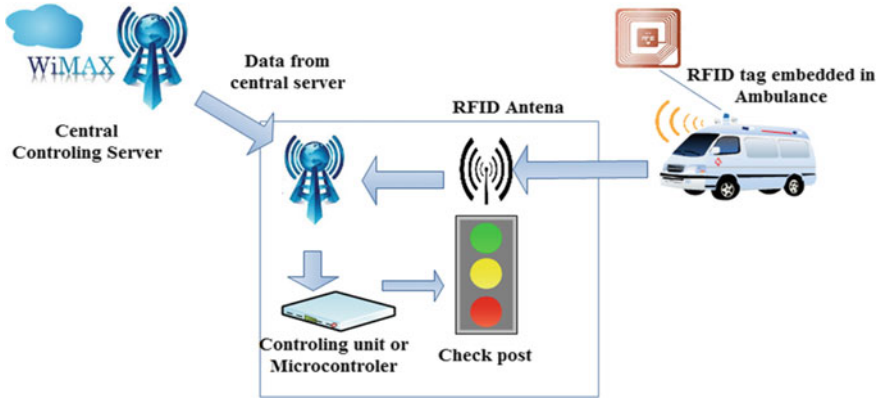 WiMAX
Central
Controling Server
Data from
central server
RFID Antena
RFID tag embedded in
Ambulance
Controling unit or
Microcontroler
Check post